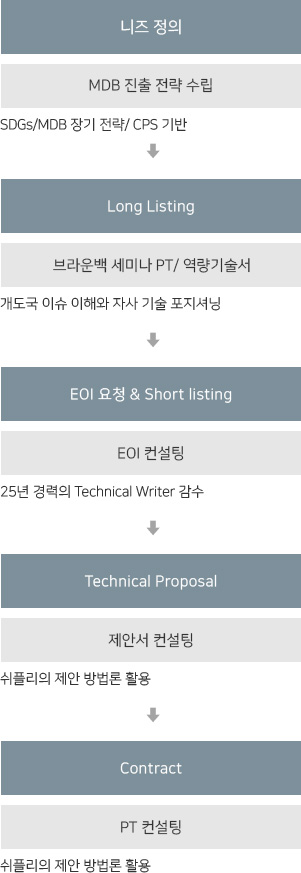 니즈 정의
MDB 진출 전략 수립
SDGs/MDB 장기 전략/ CPS 기반
Long Listing
브라운백 세미나 PT/ 역량기술서
개도국 이슈 이해와 자사 기술 포지셔닝
EOI 요청 & Short listing
EOI 컨설팅
25년 경력의 Technical Writer 감수
Technical Proposal
제안서 컨설팅
쉬플리의 제안 방법론 활용
Contract
PT 컨설팅
쉬플리의 제안 방법론 활용